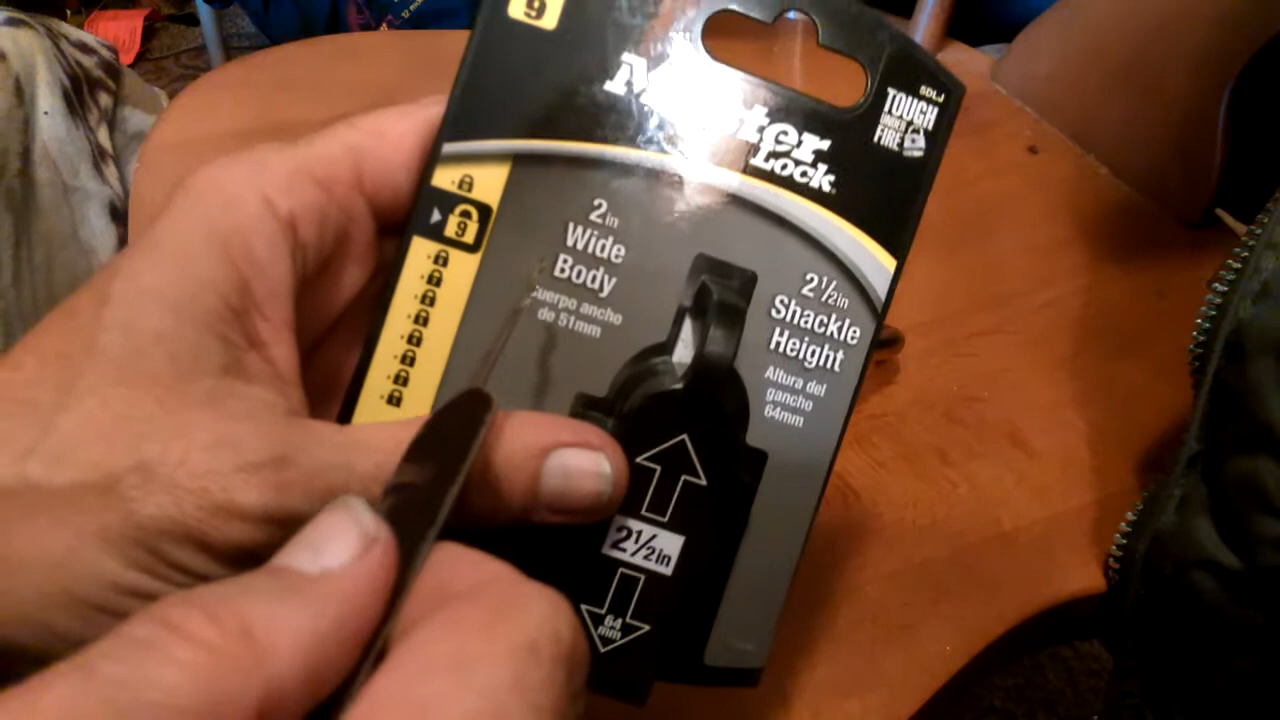 9
Master
Lock
5DLJ
TOUGH
UNDER
FIRE
9
2in
Wide
Body
cuerpo ancho
de 51mm
2½in
Shackle
Height
Altura del
gancho
64mm
2½in
64
mm